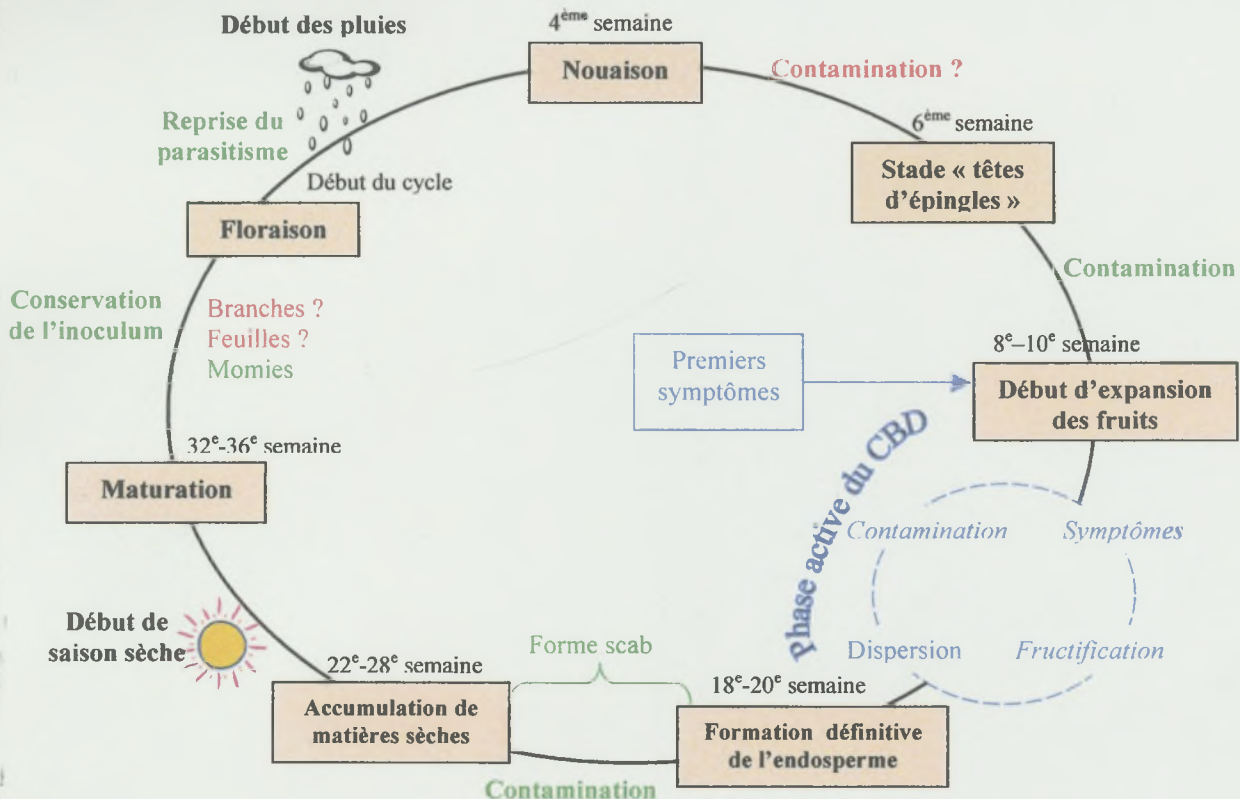 Début des pluies
4ème semaine
Nouaison
Contamination ?
Reprise du
parasitisme
6ème semaine
Stade « têtes
d'épingles »
Début du cycle
Floraison
Contamination
Conservation
de l'inoculum
Branches ?
Feuilles ?
Momies
8e–10e semaine
Premiers
symptômes
Début d'expansion
des fruits
Phase active du CBD
32e-36e semaine
Maturation
Contamination
Symptômes
Dispersion
Fructification
Début de
saison sèche
Forme scab
22e-28e semaine
18e-20e semaine
Accumulation de
matières sèches
Formation définitive
de l'endosperme
Contamination